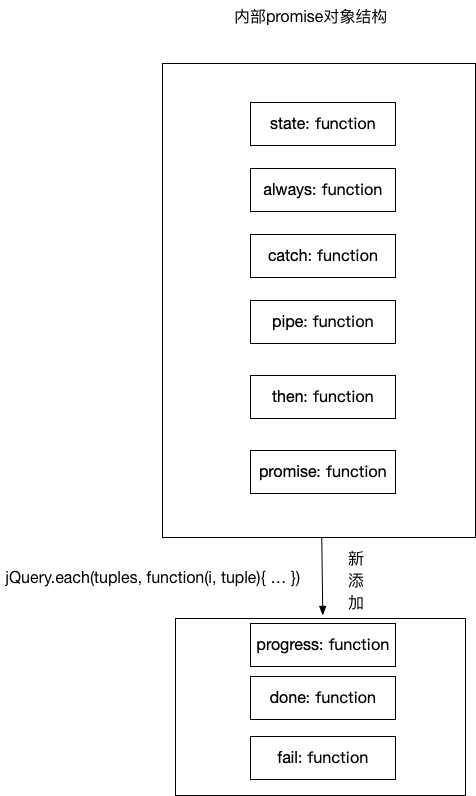 内部promise对象结构
state: function
always: function
catch: function
pipe: function
then: function
promise: function
jQuery.each(tuples, function(i, tuple){ … })
新
添
加
progress: function
done: function
fail: function